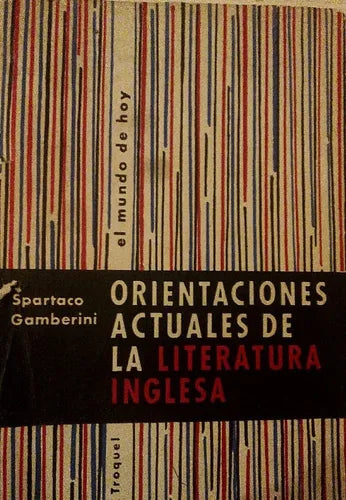 el mundo de hoy
Spartaco
Gamberini
ORIENTACIONES
ACTUALES DE
LA LITERATURA
INGLESA
Troquel